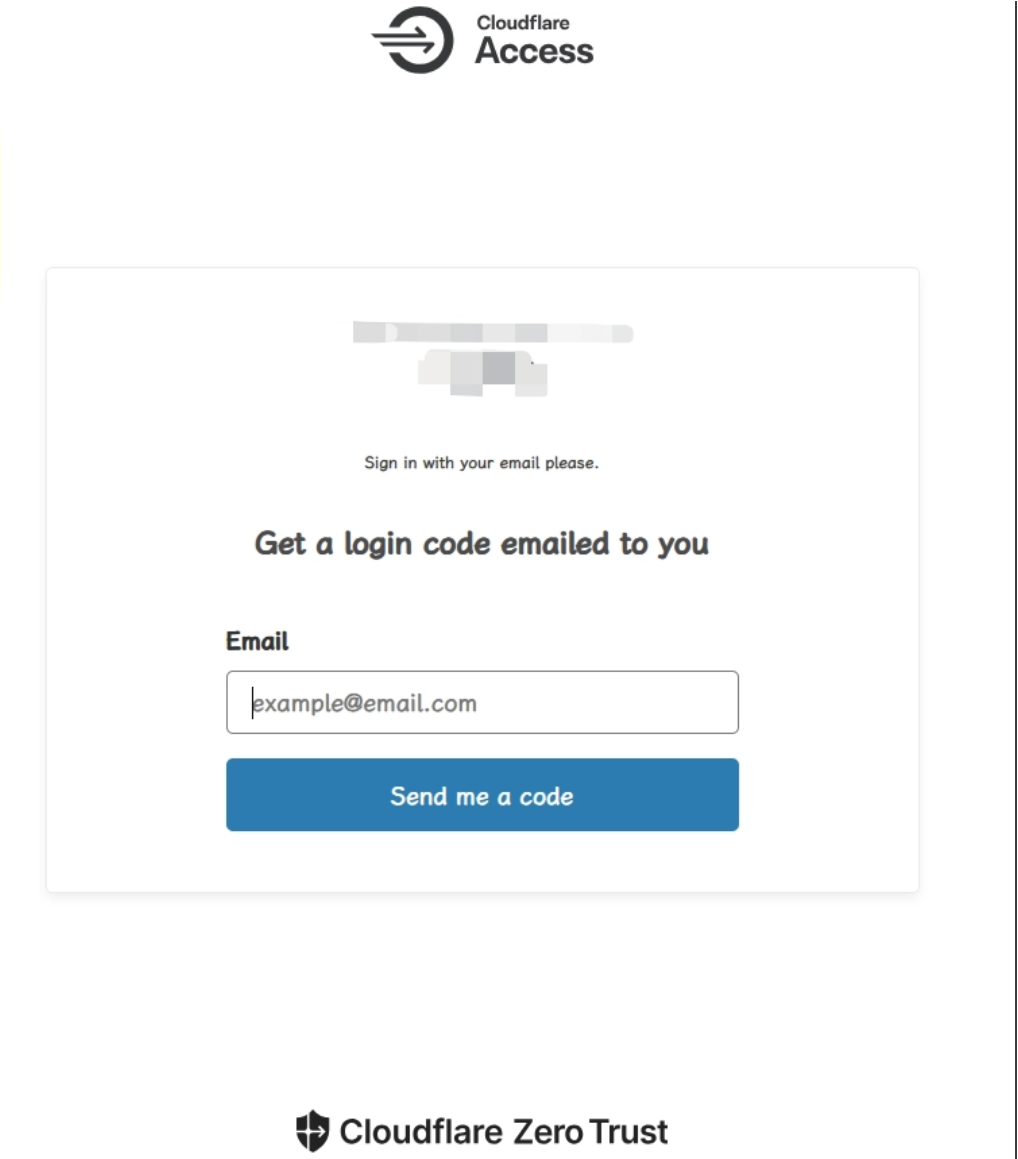 Cloudflare
Access
Sign in with your email please.
Get a login code emailed to you
Email
example@email.com
Send me a code
Cloudflare Zero Trust